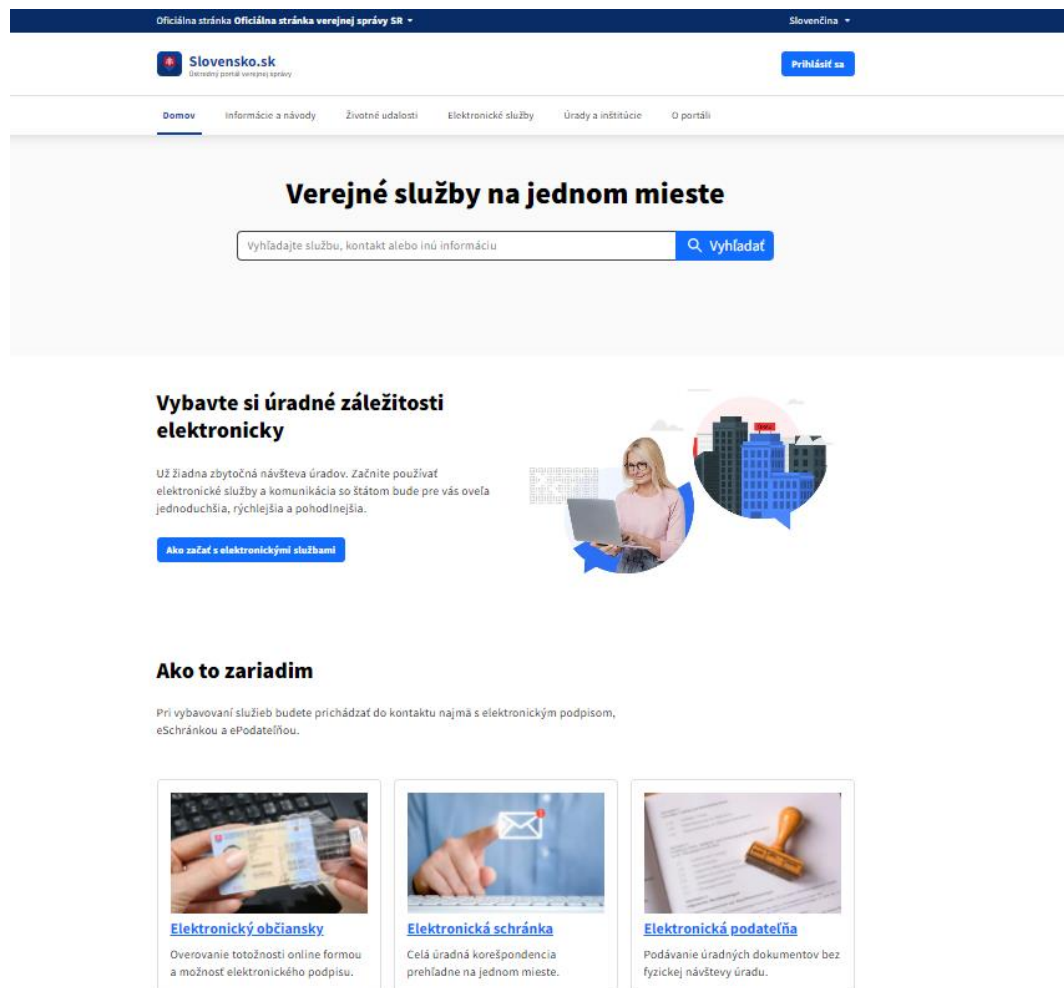 Oficiálna stránka Oficiálna stránka verejnej správy SR
Slovenčina
Slovensko.sk
Ústredný portál verejnej správy
Prihlásiť sa
Domov
Informácie a návody
Životné udalosti
Elektronické služby
Úrady a inštitúcie
O portáli
Verejné služby na jednom mieste
Vyhľadajte službu, kontakt alebo inú informáciu
Vyhľadať
Vybavte si úradné záležitosti
elektronicky
Už žiadna zbytočná návšteva úradov. Začnite používať
elektronické služby a komunikácia so štátom bude pre vás oveľa
jednoduchšia, rýchlejšia a pohodlnejšia.
Ako začať s elektronickými službami
Ako to zariadim
Pri vybavovaní služieb budete prichádzať do kontaktu najmä s elektronickým podpisom,
eSchránkou a ePodateľňou.
Elektronický občiansky
Overovanie totožnosti online formou
a možnosť elektronického podpisu.
Elektronická schránka
Celá úradná korešpondencia
prehľadne na jednom mieste.
Elektronická podateľňa
Podávanie úradných dokumentov bez
fyzickej návštevy úradu.